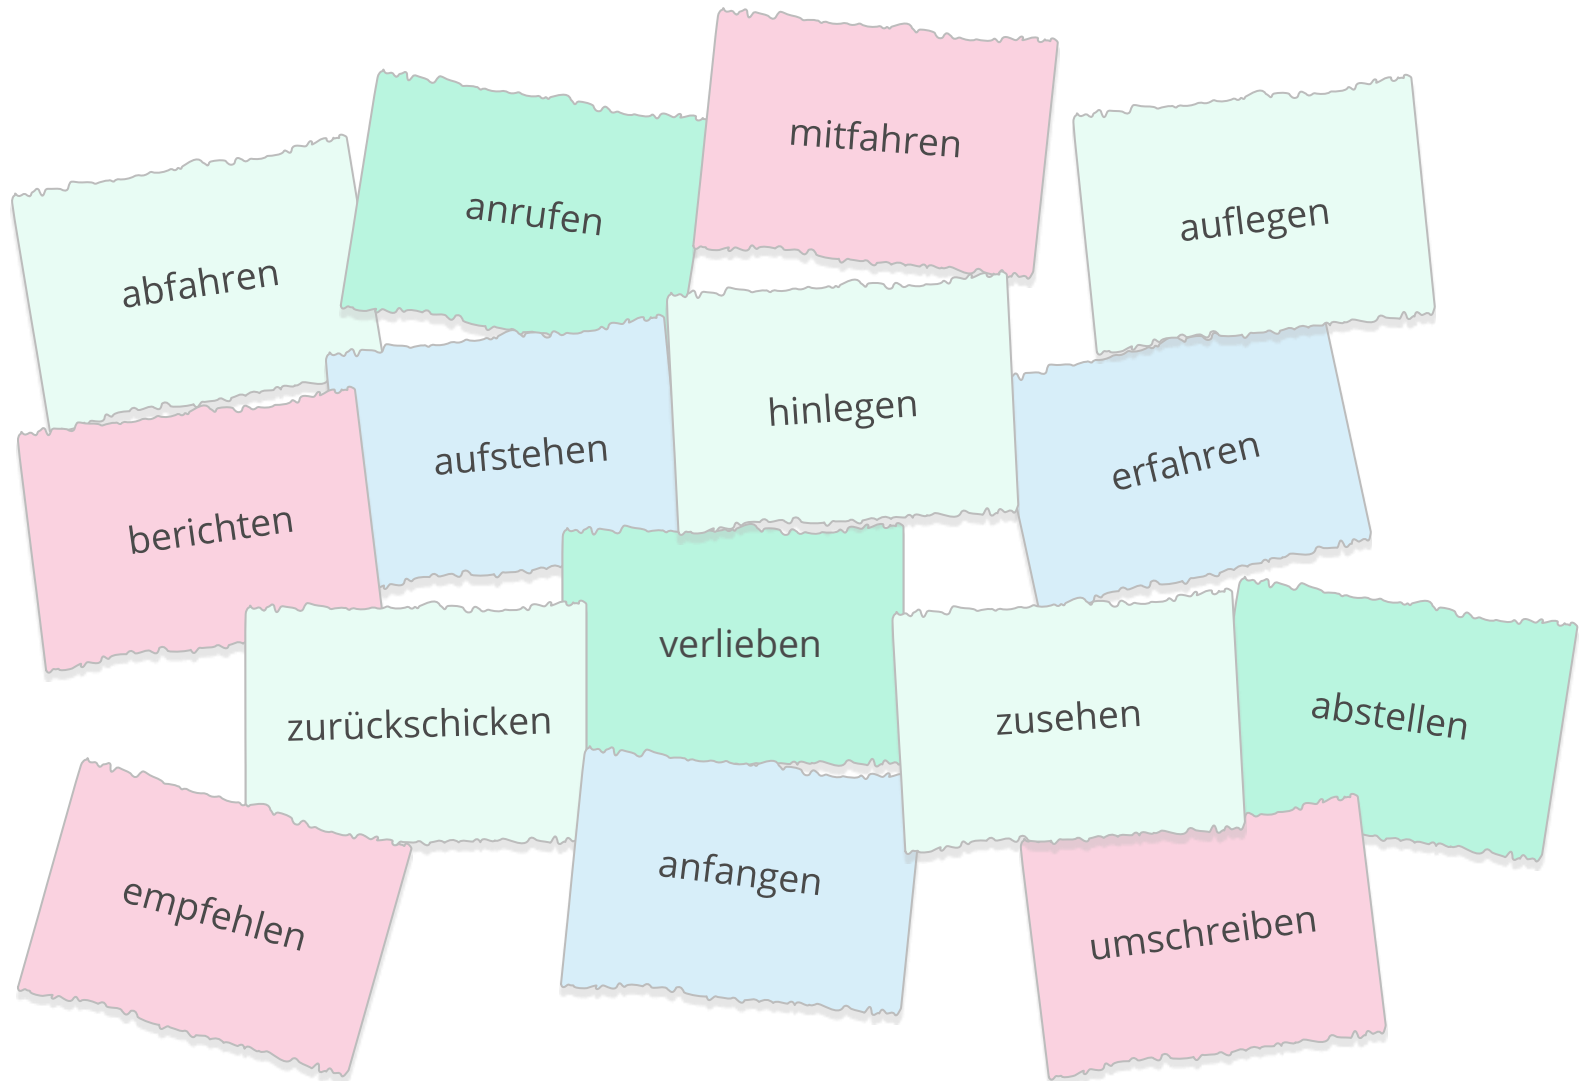 mitfahren
anrufen
auflegen
abfahren
hinlegen
aufstehen
erfahren
berichten
verlieben
zurückschicken
zusehen
abstellen
anfangen
empfehlen
umschreiben